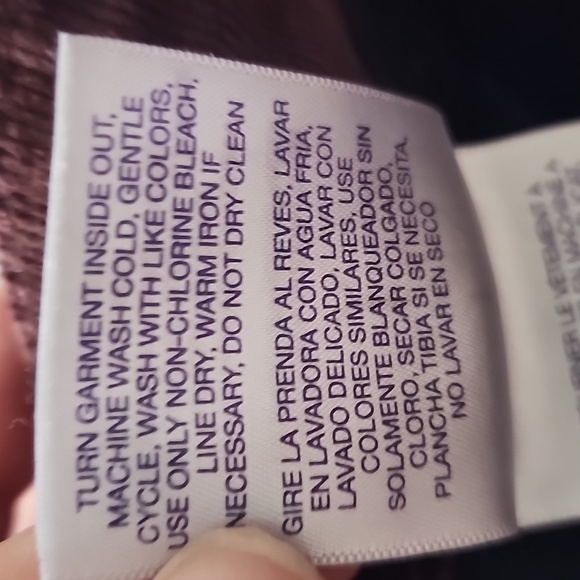 TURN GARMENT INSIDE OUT,
MACHINE WASH COLD, GENTLE
CYCLE, WASH WITH LIKE COLORS,
USE ONLY NON-CHLORINE BLEACH,
LINE DRY, WARM IRON IF
NECESSARY, DO NOT DRY CLEAN
GIRE LA PRENDA AL REVES, LAVAR
EN LAVADORA CON AGUA FRIA,
LAVADO DELICADO, LAVAR CON
COLORES SIMILARES, USE
SOLAMENTE BLANQUEADOR SIN
CLORO, SECAR COLGADO,
PLANCHA TIBIA SI SE NECESITA.
NO LAVAR EN SECO
LE VETEMENT A
MACHINE A